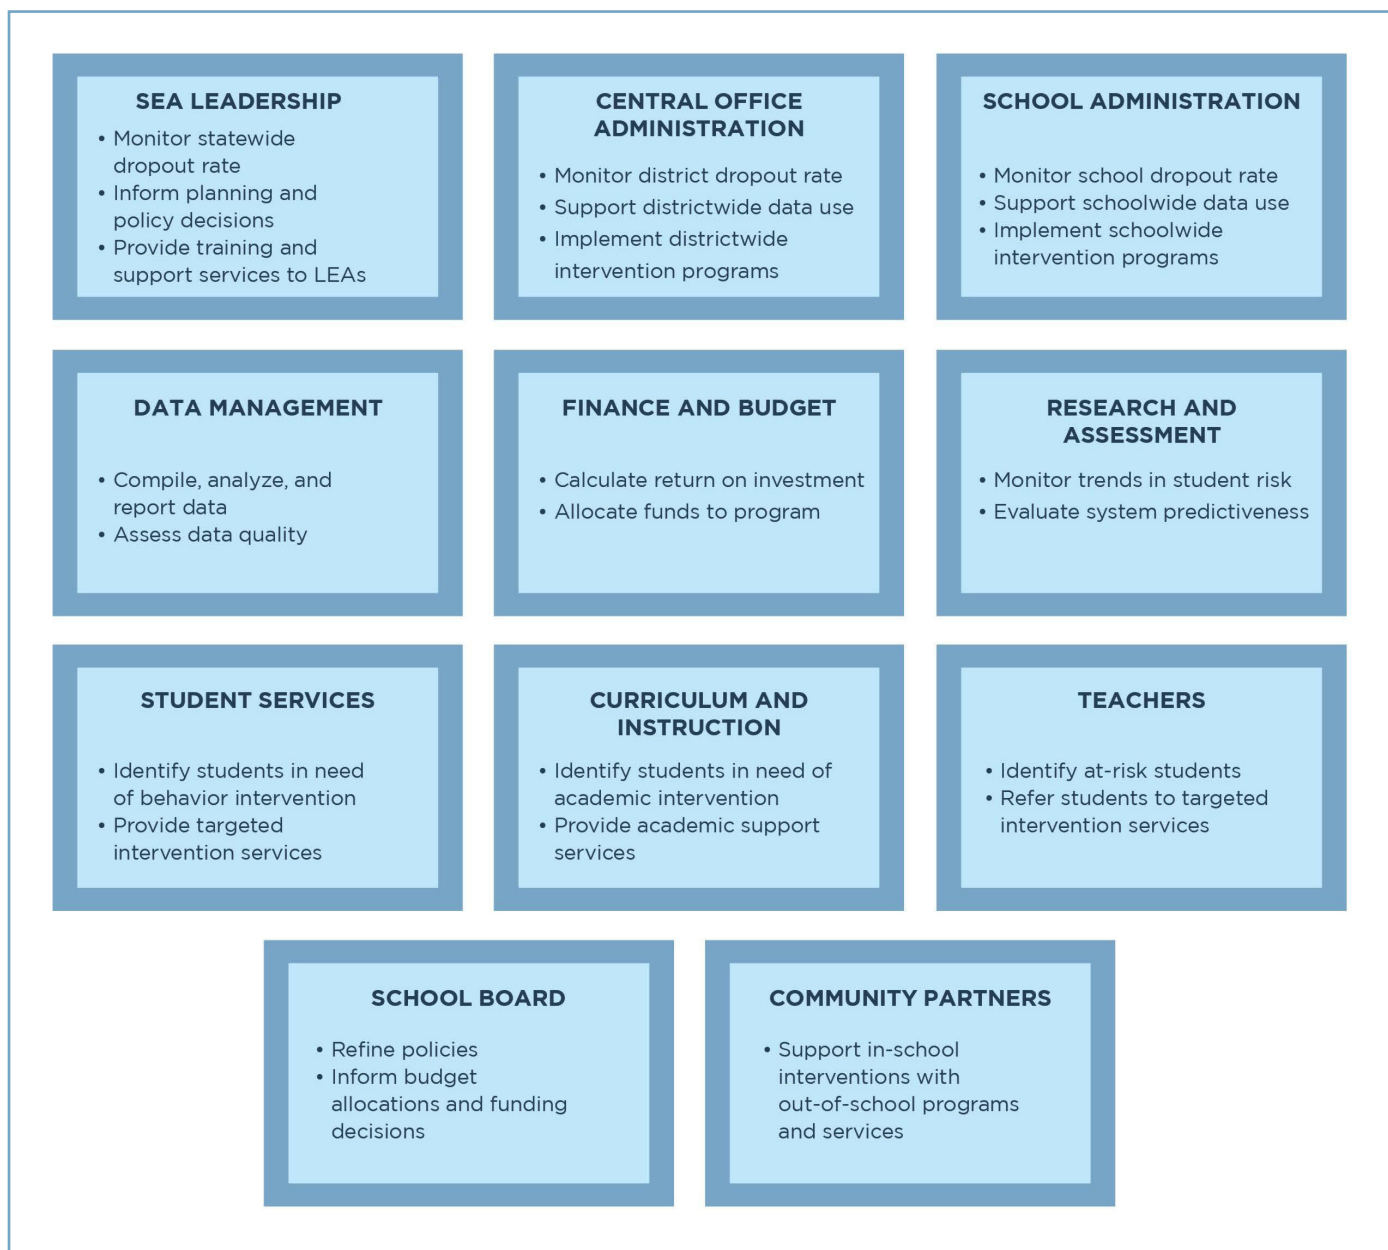 SEA LEADERSHIP
• Monitor statewide
dropout rate
• Inform planning and
policy decisions
• Provide training and
support services to LEAs
CENTRAL OFFICE
ADMINISTRATION
• Monitor district dropout rate
• Support districtwide data use
• Implement districtwide
intervention programs
SCHOOL ADMINISTRATION
• Monitor school dropout rate
• Support schoolwide data use
• Implement schoolwide
intervention programs
DATA MANAGEMENT
• Compile, analyze, and
report data
• Assess data quality
FINANCE AND BUDGET
• Calculate return on investment
• Allocate funds to program
RESEARCH AND
ASSESSMENT
• Monitor trends in student risk
• Evaluate system predictiveness
STUDENT SERVICES
• Identify students in need
of behavior intervention
• Provide targeted
intervention services
CURRICULUM AND
INSTRUCTION
• Identify students in need of
academic intervention
• Provide academic support
services
TEACHERS
• Identify at-risk students
• Refer students to targeted
intervention services
SCHOOL BOARD
• Refine policies
• Inform budget
allocations and funding
decisions
COMMUNITY PARTNERS
• Support in-school
interventions with
out-of-school programs
and services